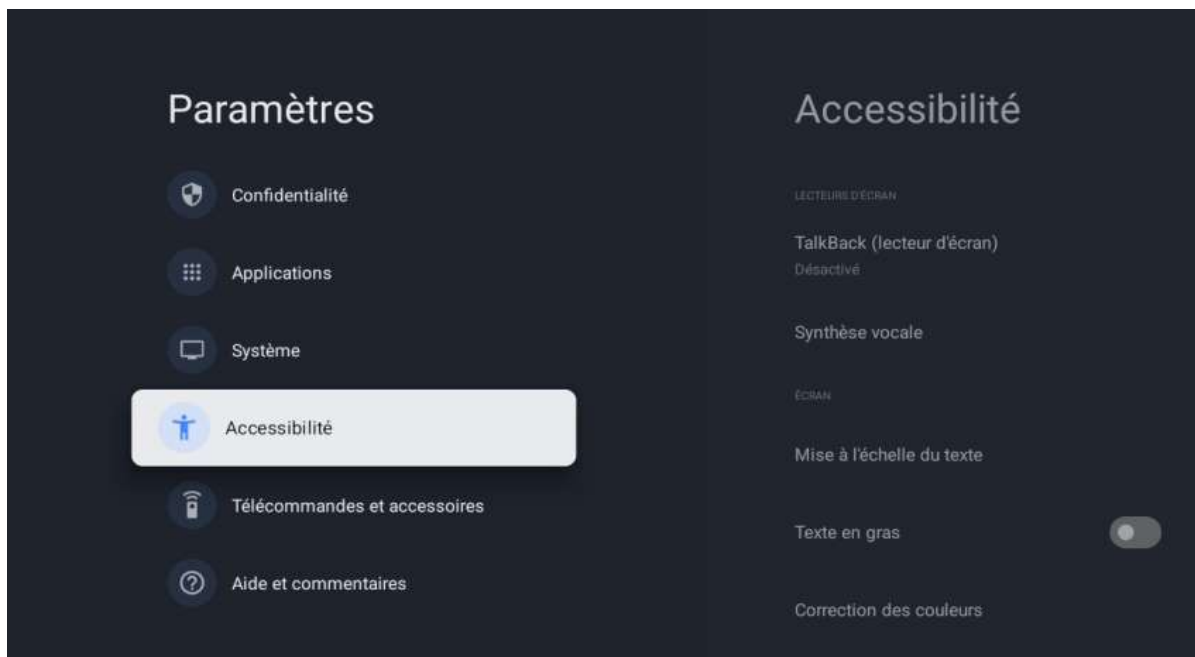 Paramètres
Confidentialité
Applications
Système
Accessibilité
Télécommandes et accessoires
Aide et commentaires
Accessibilité
LECTEURS D'ÉCRAN
TalkBack (lecteur d'écran)
Désactivé
Synthèse vocale
ÉCRAN
Mise à l'échelle du texte
Texte en gras
Correction des couleurs